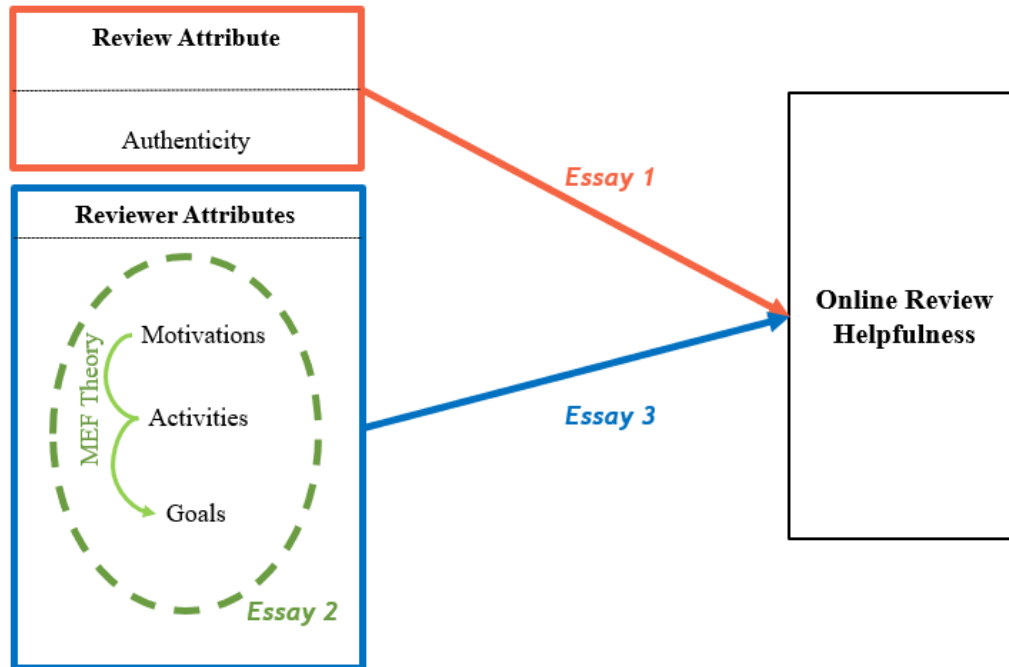 Review Attribute
Authenticity
Essay 1
Reviewer Attributes
Motivations
MEF Theory
Activities
Goals
Essay 2
Essay 3
Online Review
Helpfulness